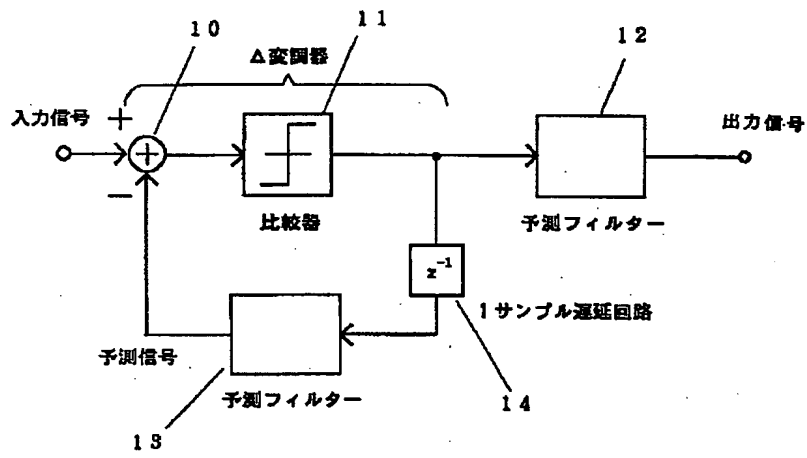 10
11
12
Δ変調器
入力信号
+
+
−
比較器
予測フィルター
出力信号
z⁻¹
1サンプル遅延回路
予測信号
予測フィルター
13
14